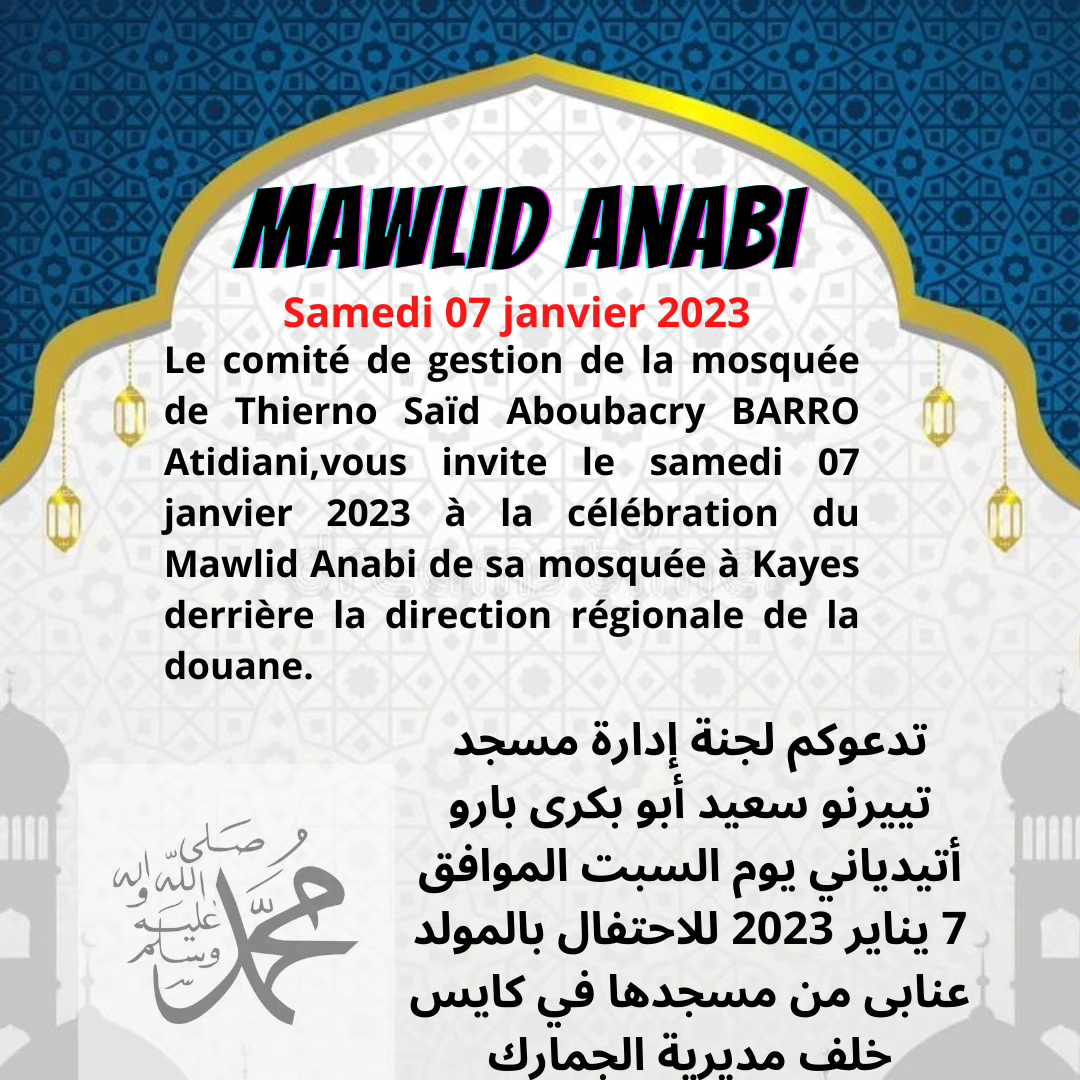 MAWLID ANABI
Samedi 07 janvier 2023
Le comité de gestion de la mosquée
de Thierno Saïd Aboubacry BARRO
Atidiani,vous invite le samedi 07
janvier 2023 à la célébration du
Mawlid Anabi de sa mosquée à Kayes
derrière la direction régionale de la
douane.
تدعوكم لجنة إدارة مسجد
تييرنو سعيد أبو بكرى بارو
أتيدياني يوم السبت الموافق
7 يناير 2023 للاحتفال بالمولد
عنابى من مسجدها في كايس
خلف مديرية الجمارك
محمد
صلى
الله
عليه
وآله
وسلم